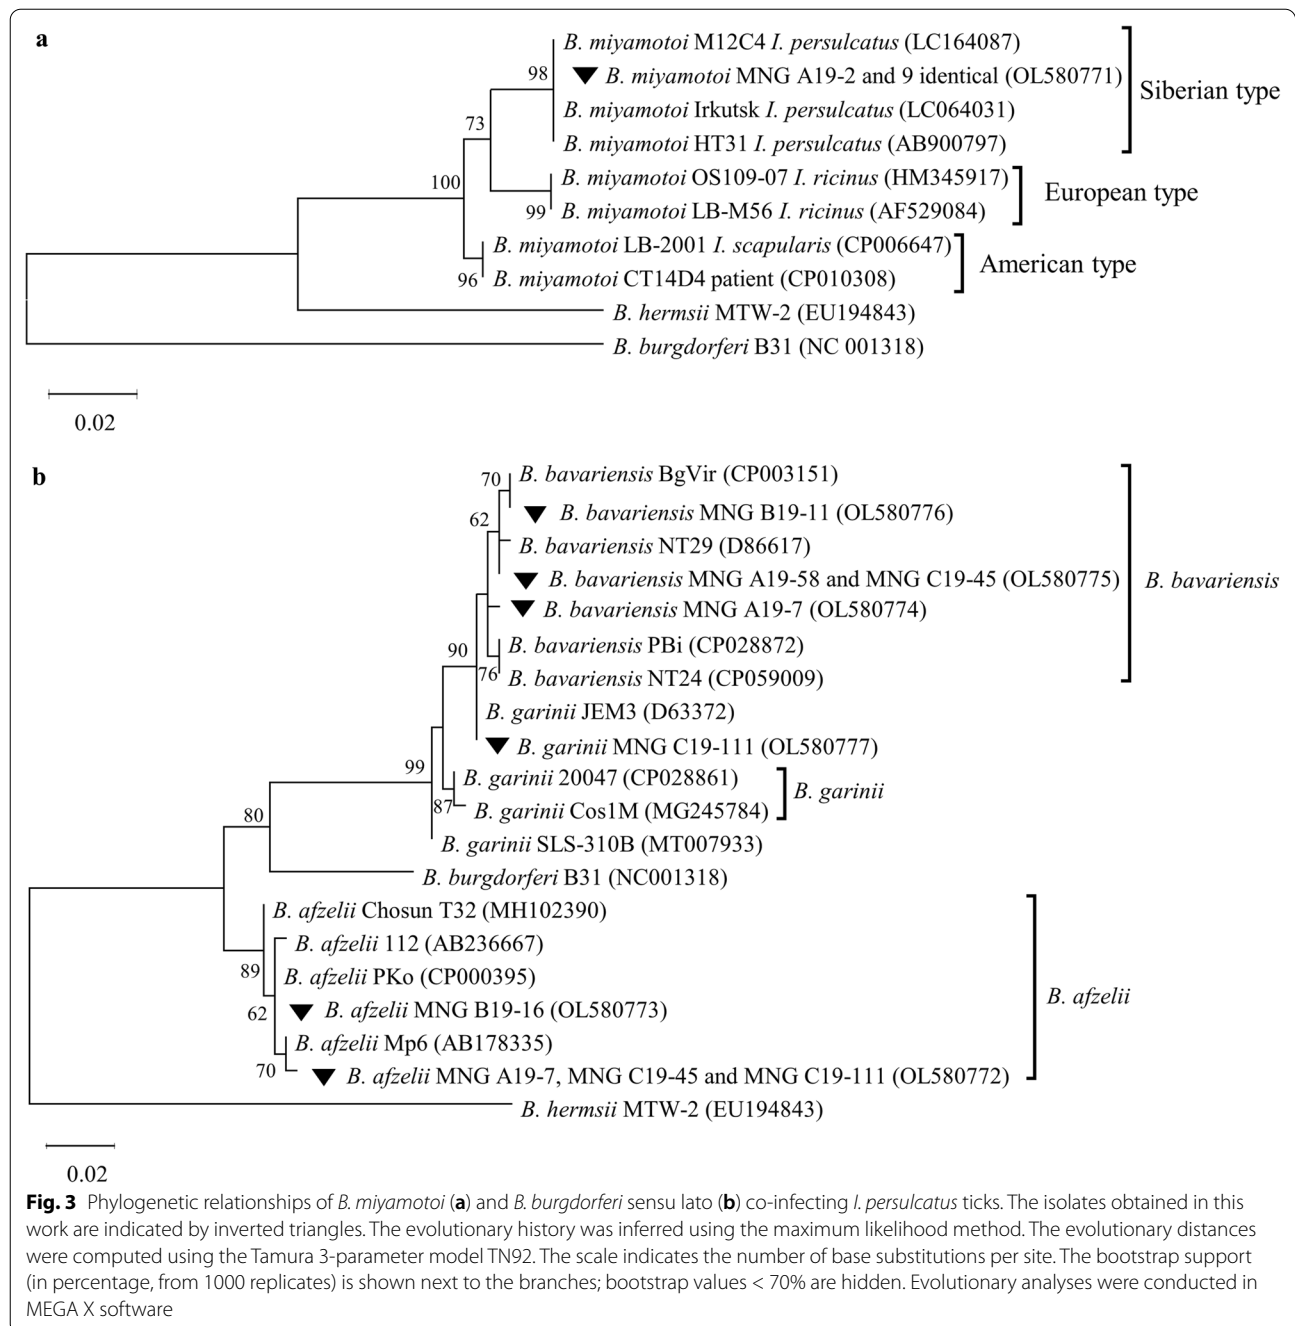 a
98
B. miyamotoi M12C4 I. persulcatus (LC164087)
B. miyamotoi MNG A19-2 and 9 identical (OL580771)
B. miyamotoi Irkutsk I. persulcatus (LC064031)
B. miyamotoi HT31 I. persulcatus (AB900797)
Siberian type
73
B. miyamotoi OS109-07 I. ricinus (HM345917)
99
B. miyamotoi LB-M56 I. ricinus (AF529084)
European type
100
B. miyamotoi LB-2001 I. scapularis (CP006647)
96
B. miyamotoi CT14D4 patient (CP010308)
American type
B. hermsii MTW-2 (EU194843)
B. burgdorferi B31 (NC 001318)
0.02
b
70
B. bavariensis BgVir (CP003151)
B. bavariensis MNG B19-11 (OL580776)
62
B. bavariensis NT29 (D86617)
B. bavariensis MNG A19-58 and MNG C19-45 (OL580775)
B. bavariensis
B. bavariensis MNG A19-7 (OL580774)
90
B. bavariensis PBi (CP028872)
76
B. bavariensis NT24 (CP059009)
B. garinii JEM3 (D63372)
B. garinii MNG C19-111 (OL580777)
99
B. garinii 20047 (CP028861)
87
B. garinii Cos1M (MG245784)
B. garinii
B. garinii SLS-310B (MT007933)
80
B. burgdorferi B31 (NC001318)
B. afzelii Chosun T32 (MH102390)
B. afzelii 112 (AB236667)
89
B. afzelii PKo (CP000395)
B. afzelii
62
B. afzelii MNG B19-16 (OL580773)
B. afzelii Mp6 (AB178335)
70
B. afzelii MNG A19-7, MNG C19-45 and MNG C19-111 (OL580772)
B. hermsii MTW-2 (EU194843)
0.02
Fig. 3 Phylogenetic relationships of B. miyamotoi (a) and B. burgdorferi sensu lato (b) co-infecting I. persulcatus ticks. The isolates obtained in this
work are indicated by inverted triangles. The evolutionary history was inferred using the maximum likelihood method. The evolutionary distances
were computed using the Tamura 3-parameter model TN92. The scale indicates the number of base substitutions per site. The bootstrap support
(in percentage, from 1000 replicates) is shown next to the branches; bootstrap values < 70% are hidden. Evolutionary analyses were conducted in
MEGA X software